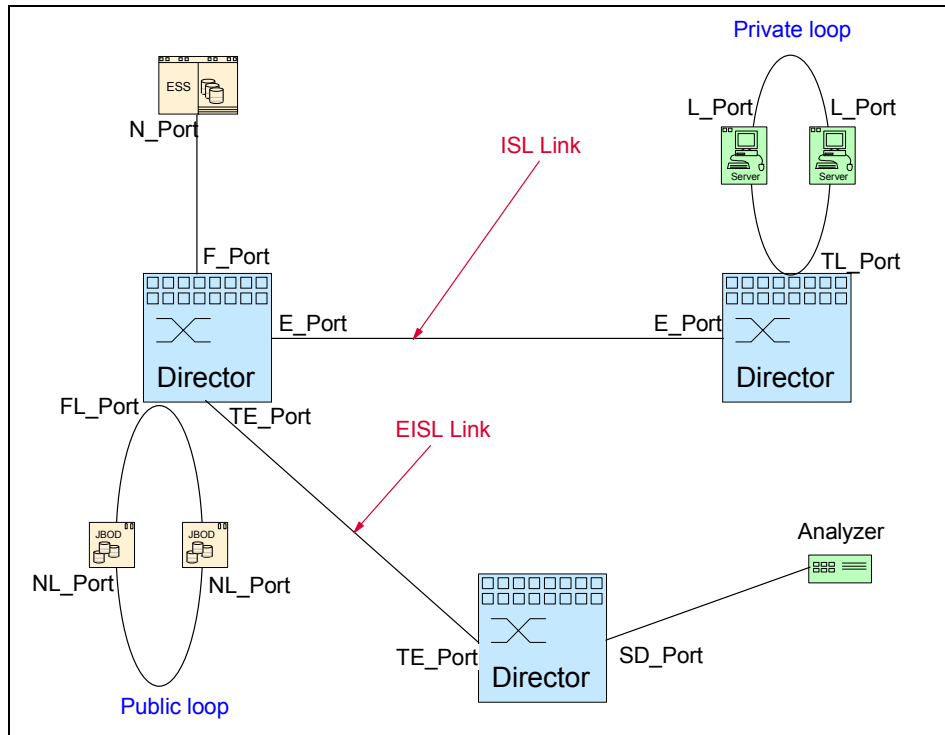 Private loop
ESS
N_Port
L_Port
L_Port
ISL Link
Server
Server
F_Port
TL_Port
E_Port
E_Port
Director
Director
FL_Port
TE_Port
EISL Link
JBOD
JBOD
Analyzer
NL_Port
NL_Port
TE_Port
SD_Port
Director
Public loop